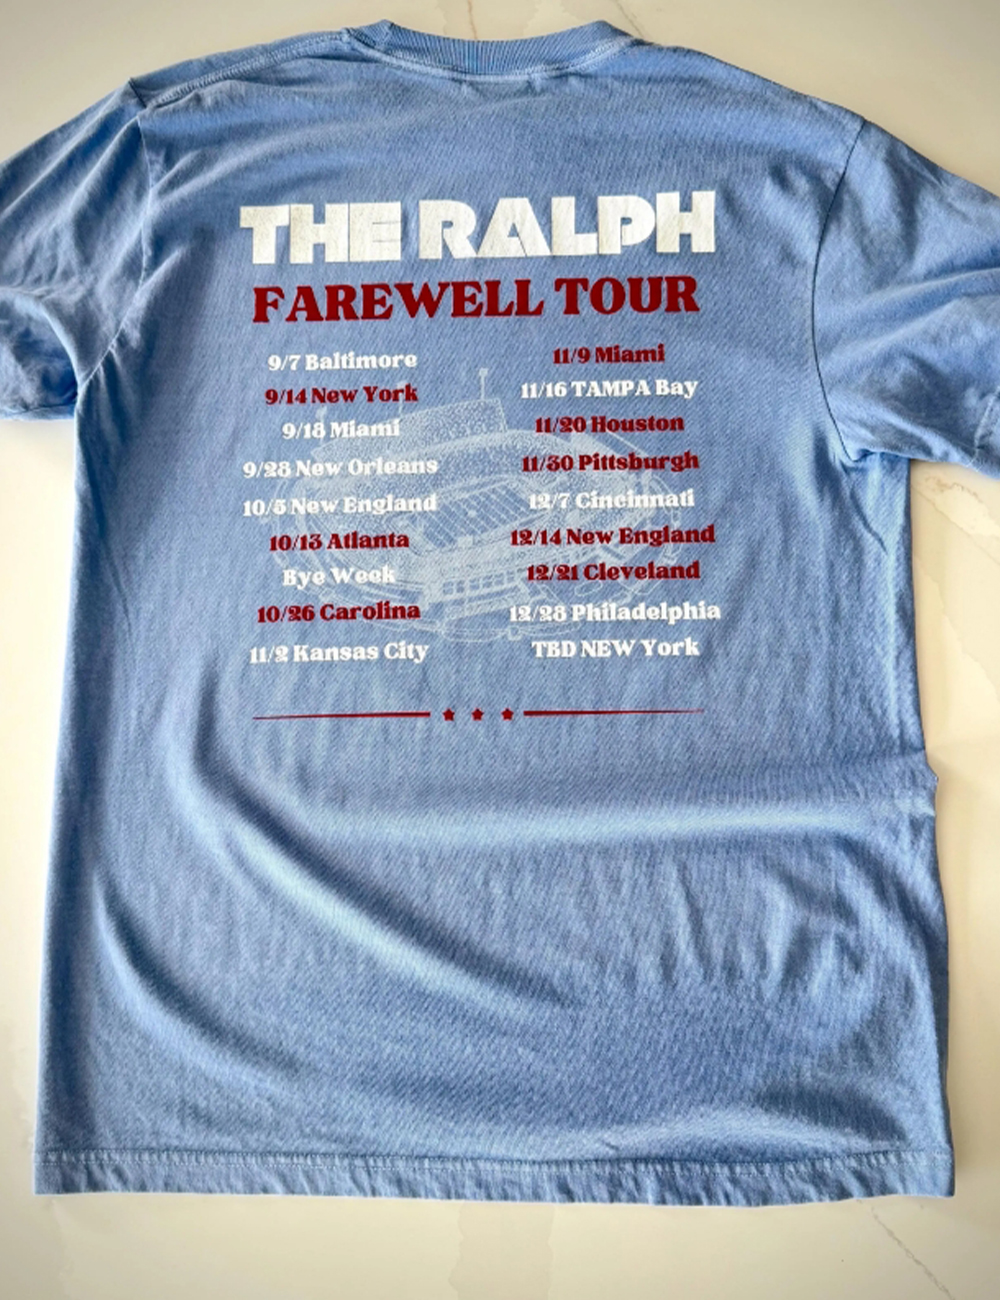 THE RALPH
FAREWELL TOUR
9/7 Baltimore
9/14 New York
9/18 Miami
9/28 New Orleans
10/5 New England
10/13 Atlanta
Bye Week
10/26 Carolina
11/2 Kansas City
11/9 Miami
11/16 TAMPA Bay
11/20 Houston
11/30 Pittsburgh
12/7 Cincinnati
12/14 New England
12/21 Cleveland
12/28 Philadelphia
TBD NEW York